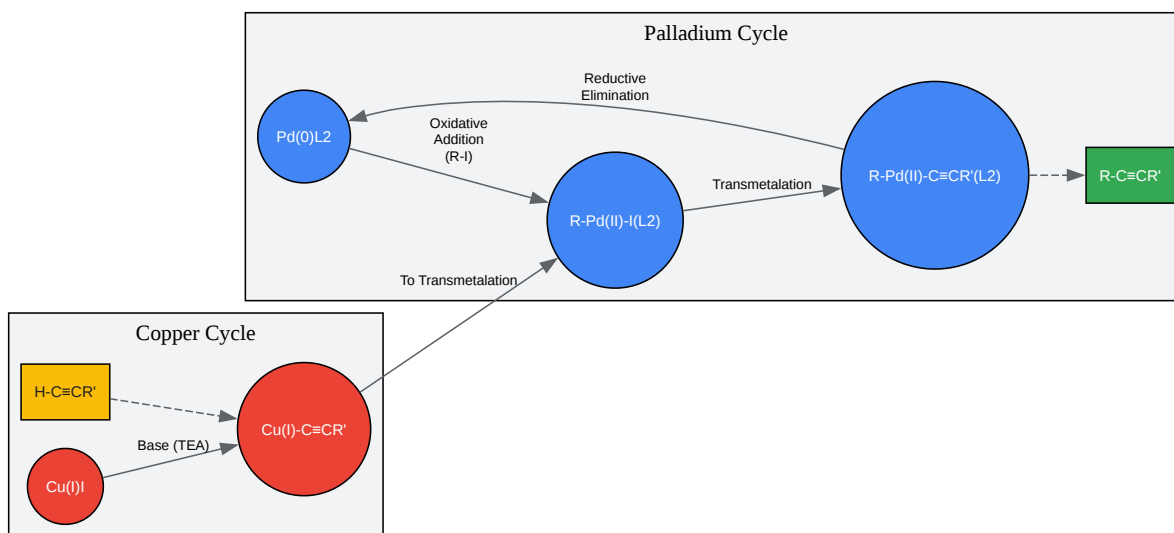 Palladium Cycle
Reductive
Elimination
Pd(0)L2
Oxidative
Addition
(R-I)
R-Pd(II)-I(L2)
Transmetalation
R-Pd(II)-C≡CR'(L2)
R-C≡CR'
To Transmetalation
Copper Cycle
H-C≡CR'
Cu(I)-C≡CR'
Base (TEA)
Cu(I)I